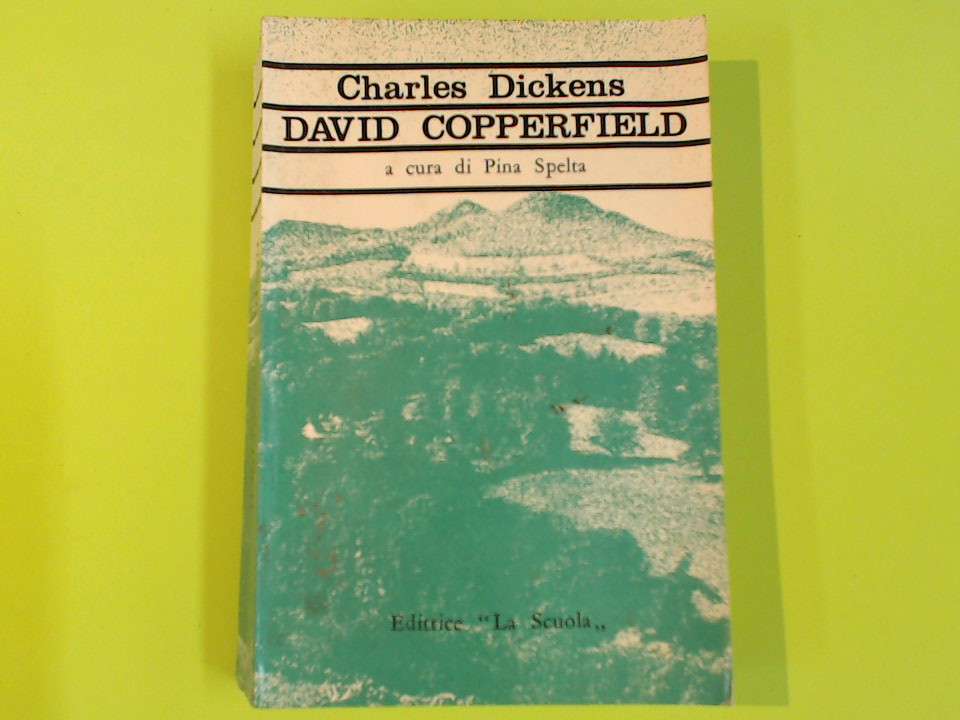 Charles Dickens
DAVID COPPERFIELD
a cura di Pina Spelta
Editrice “La Scuola„